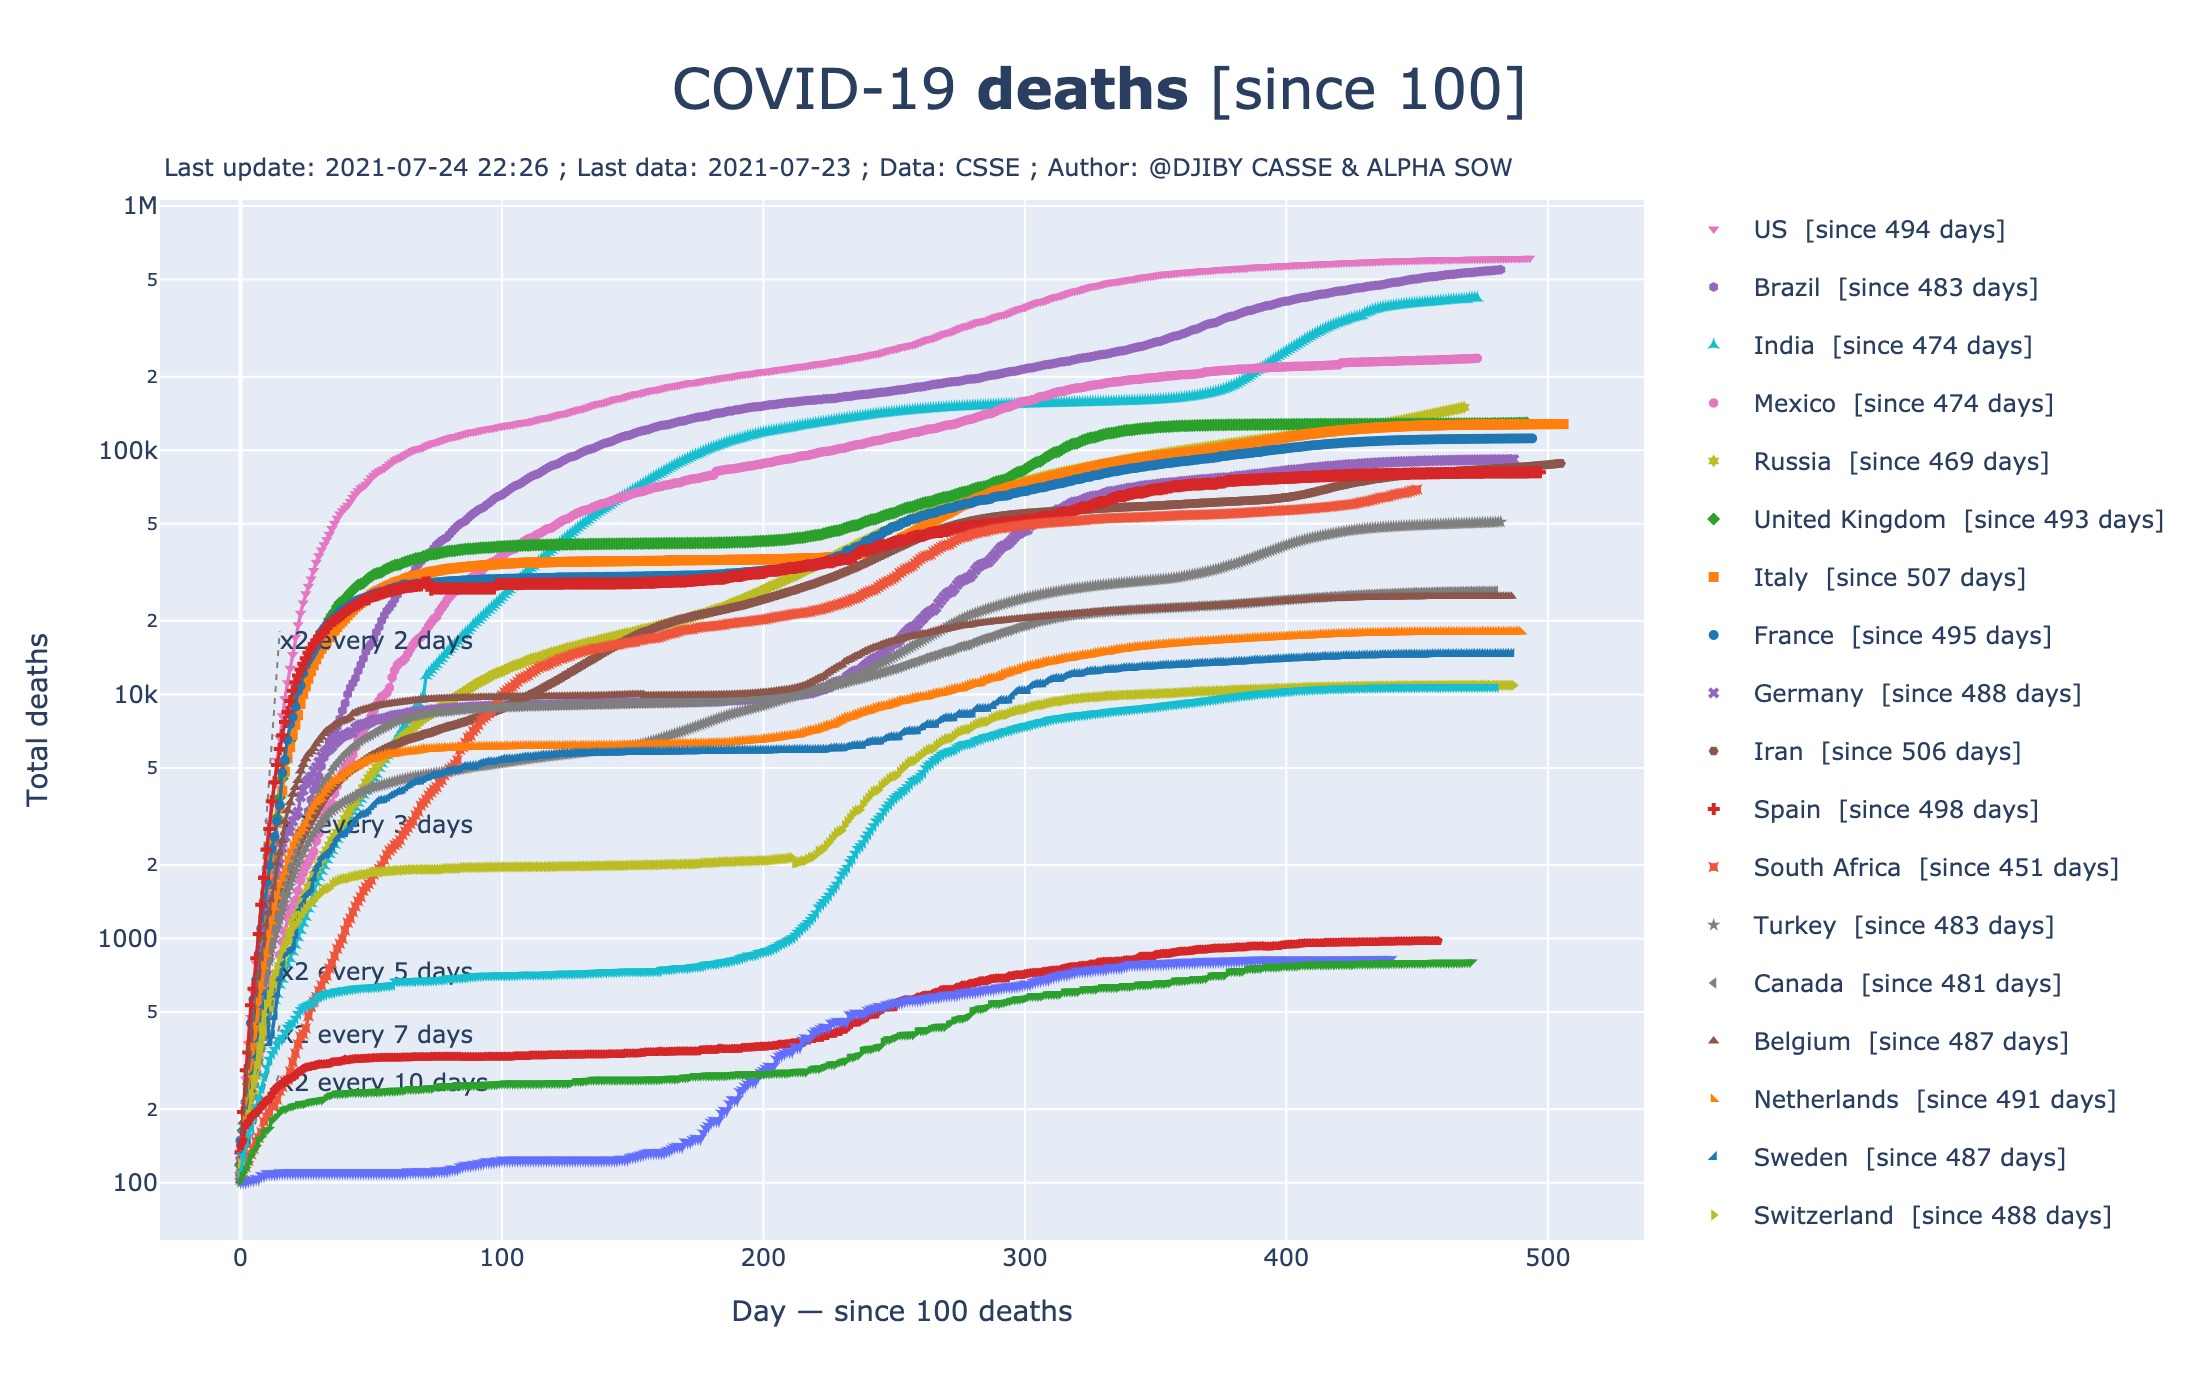 COVID-19 deaths [since 100]
Last update: 2021-07-24 22:26 ; Last data: 2021-07-23 ; Data: CSSE ; Author: @DJIBY CASSE & ALPHA SOW
Total deaths
1M
5
2
100k
5
2
10k
5
2
1000
5
2
100
x2 every 2 days
every 3 days
x2 every 5 days
x2 every 7 days
x2 every 10 days
0 100 200 300 400 500
Day — since 100 deaths
US [since 494 days]
Brazil [since 483 days]
India [since 474 days]
Mexico [since 474 days]
Russia [since 469 days]
United Kingdom [since 493 days]
Italy [since 507 days]
France [since 495 days]
Germany [since 488 days]
Iran [since 506 days]
Spain [since 498 days]
South Africa [since 451 days]
Turkey [since 483 days]
Canada [since 481 days]
Belgium [since 487 days]
Netherlands [since 491 days]
Sweden [since 487 days]
Switzerland [since 488 days]